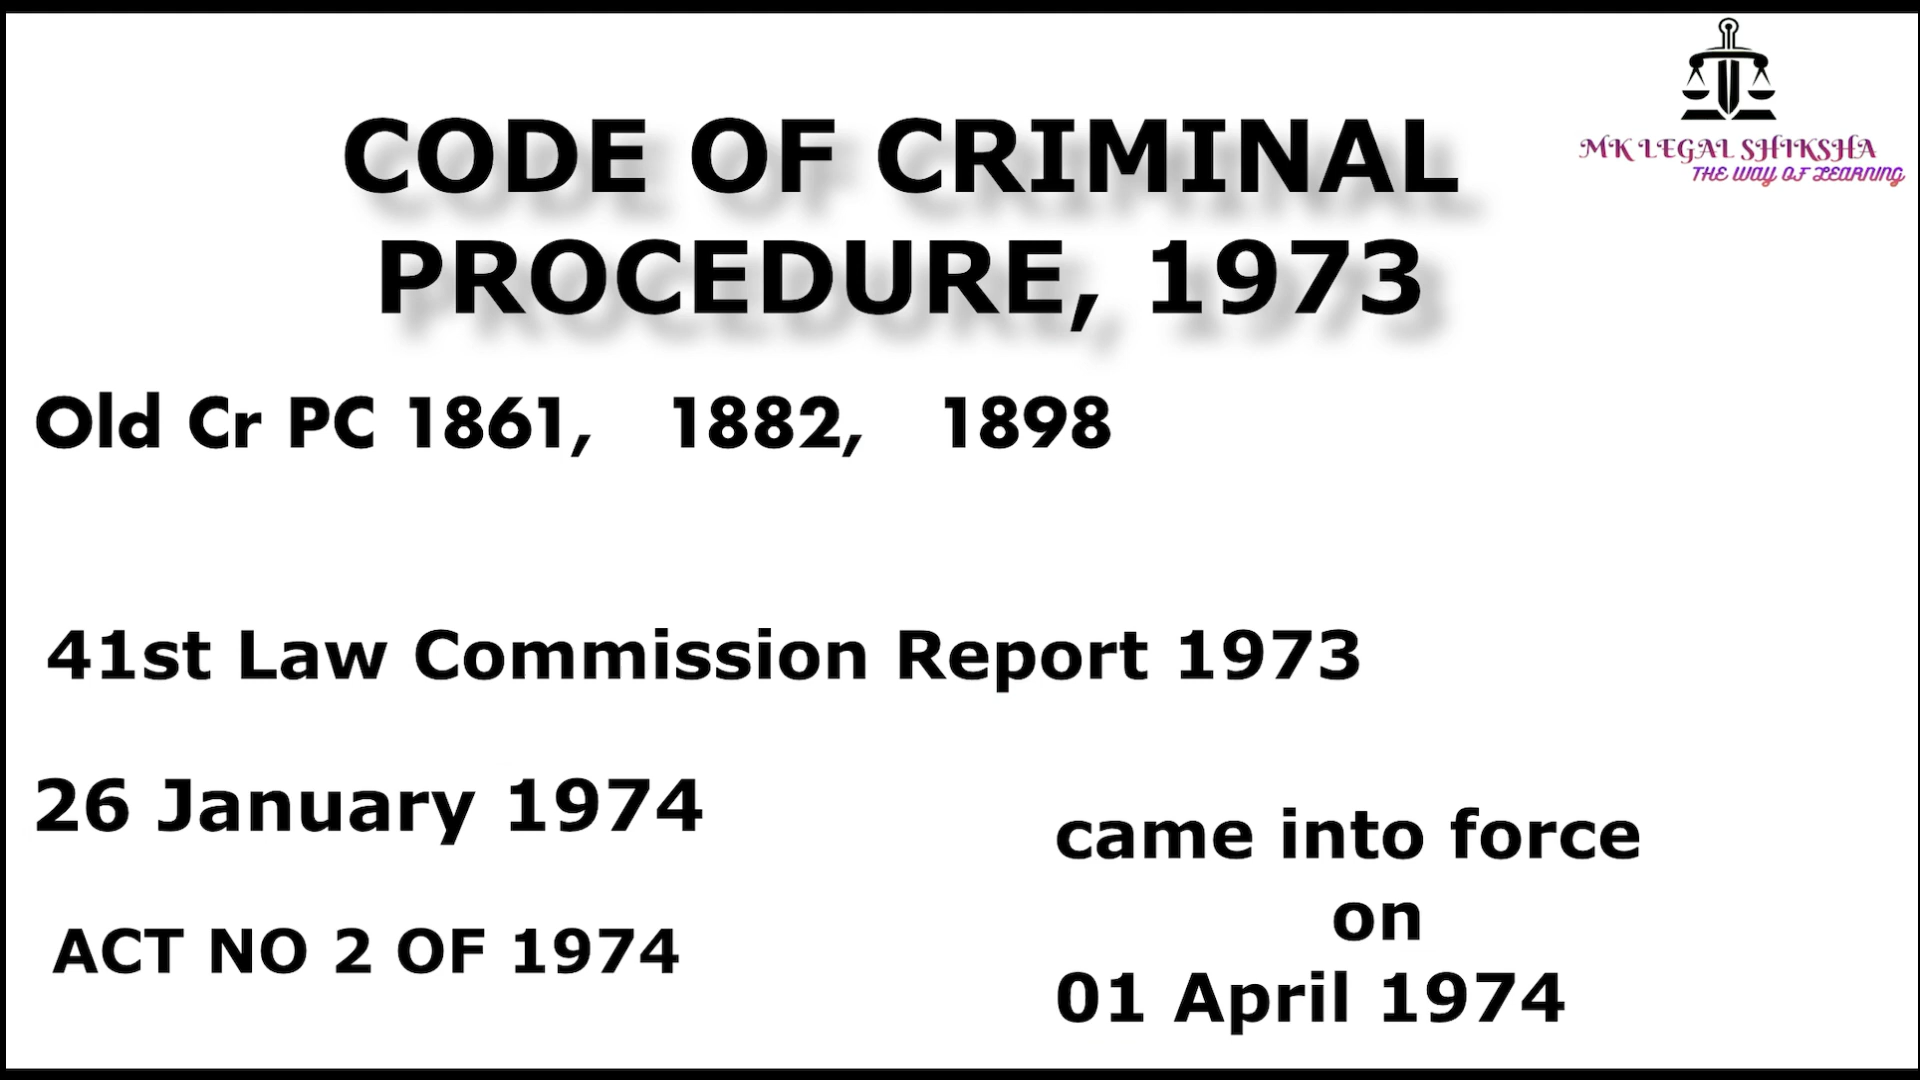 MK LEGAL SHIKSHA
THE WAY OF LEARNING
CODE OF CRIMINAL
PROCEDURE, 1973
Old Cr PC 1861, 1882, 1898
41st Law Commission Report 1973
26 January 1974
ACT NO 2 OF 1974
came into force
on
01 April 1974